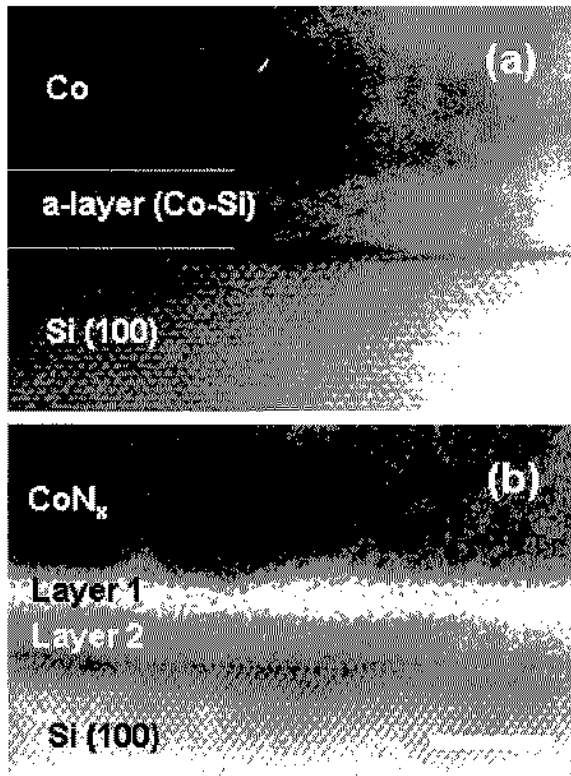 (a)
Co
a-layer (Co-Si)
Si (100)
(b)
CoNₓ
Layer 1
Layer 2
Si (100)